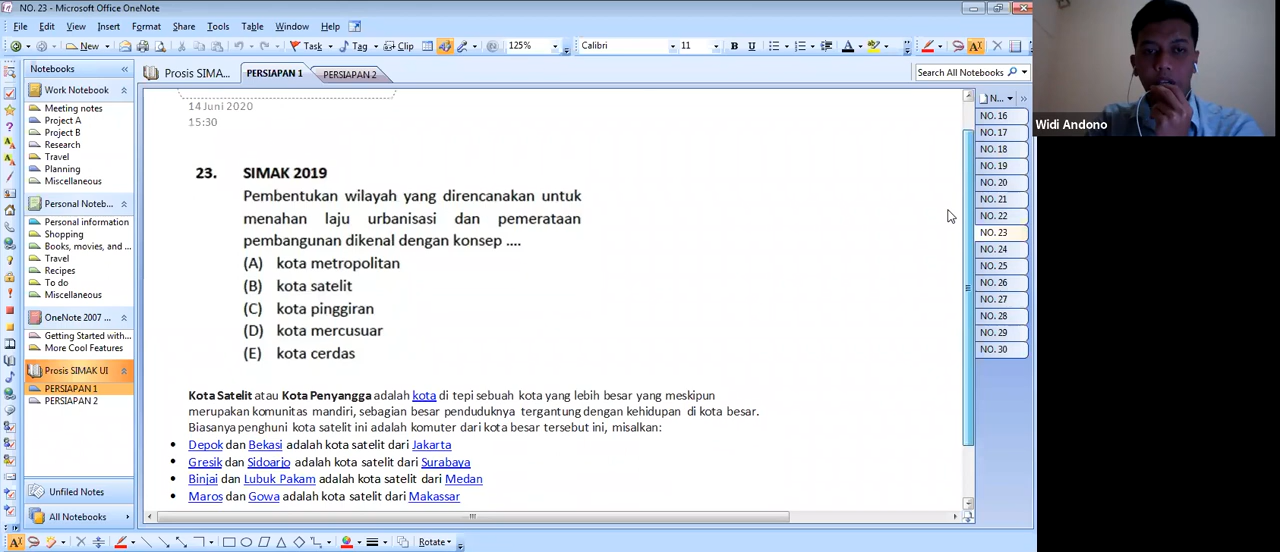 NO. 23 - Microsoft Office OneNote
File Edit View Insert Format Share Tools Table Window Help
New Task Tag Clip 125% Calibri 11 B U
Notebooks
Prosis SIMA... PERSIAPAN 1 PERSIAPAN 2 Search All Notebooks
Work Notebook
Meeting notes
Project A
Project B
Research
Travel
Planning
Miscellaneous
Personal Noteb...
Personal information
Shopping
Books, movies, and ...
Travel
Recipes
To do
Miscellaneous
OneNote 2007 ...
Getting Started with...
More Cool Features
Prosis SIMAK UI
PERSIAPAN 1
PERSIAPAN 2
Unfiled Notes
All Notebooks
14 Juni 2020
15:30
23. SIMAK 2019
Pembentukan wilayah yang direncanakan untuk
menahan laju urbanisasi dan pemerataan
pembangunan dikenal dengan konsep ....
(A) kota metropolitan
(B) kota satelit
(C) kota pinggiran
(D) kota mercusuar
(E) kota cerdas
Kota Satelit atau Kota Penyangga adalah kota di tepi sebuah kota yang lebih besar yang meskipun
merupakan komunitas mandiri, sebagian besar penduduknya tergantung dengan kehidupan di kota besar.
Biasanya penghuni kota satelit ini adalah komuter dari kota besar tersebut ini, misalkan:
• Depok dan Bekasi adalah kota satelit dari Jakarta
• Gresik dan Sidoarjo adalah kota satelit dari Surabaya
• Binjai dan Lubuk Pakam adalah kota satelit dari Medan
• Maros dan Gowa adalah kota satelit dari Makassar
N...
NO. 16
NO. 17
NO. 18
NO. 19
NO. 20
NO. 21
NO. 22
NO. 23
NO. 24
NO. 25
NO. 26
NO. 27
NO. 28
NO. 29
NO. 30
Rotate
Widi Andono